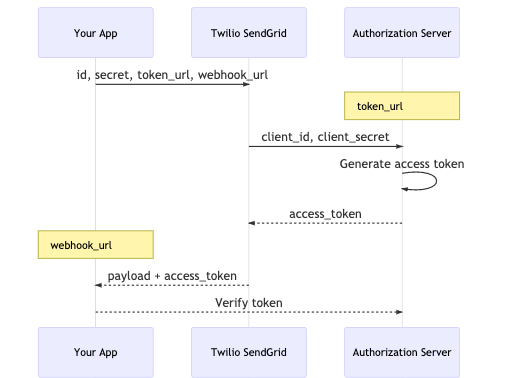 Your App
Twilio SendGrid
Authorization Server
id, secret, token_url, webhook_url
token_url
client_id, client_secret
Generate access token
access_token
webhook_url
payload + access_token
Verify token
Your App
Twilio SendGrid
Authorization Server